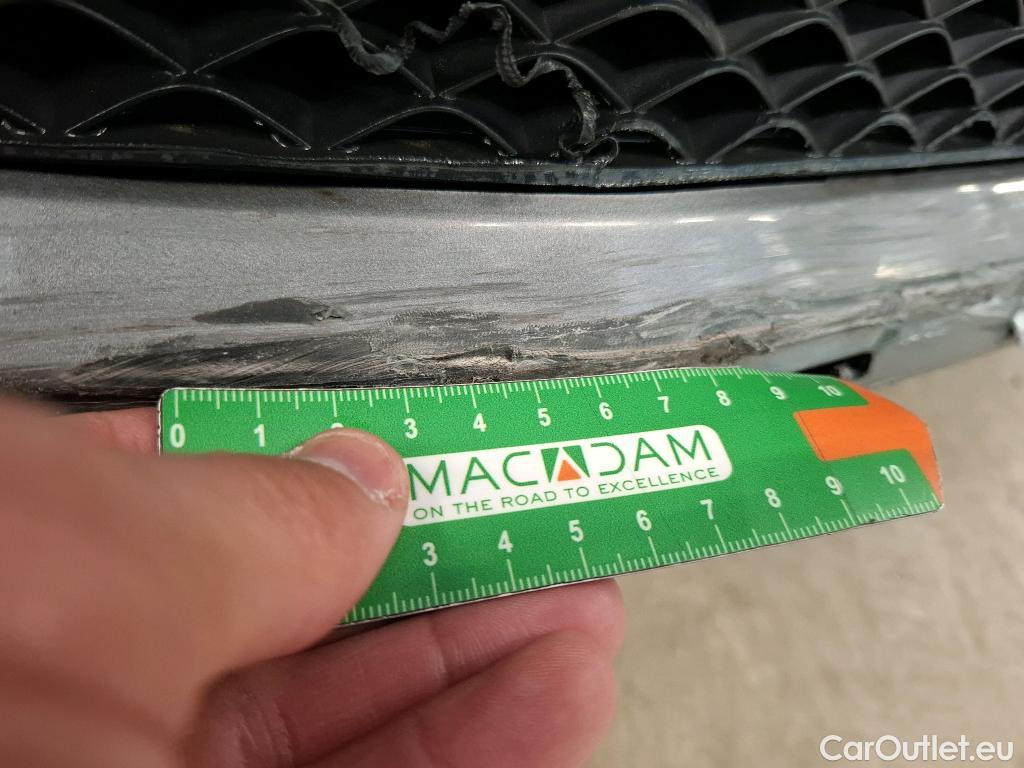 0 1 2 3 4 5 6 7 8 9 10
MACADAM
ON THE ROAD TO EXCELLENCE
3 4 5 6 7 8 9 10
CarOutlet.eu